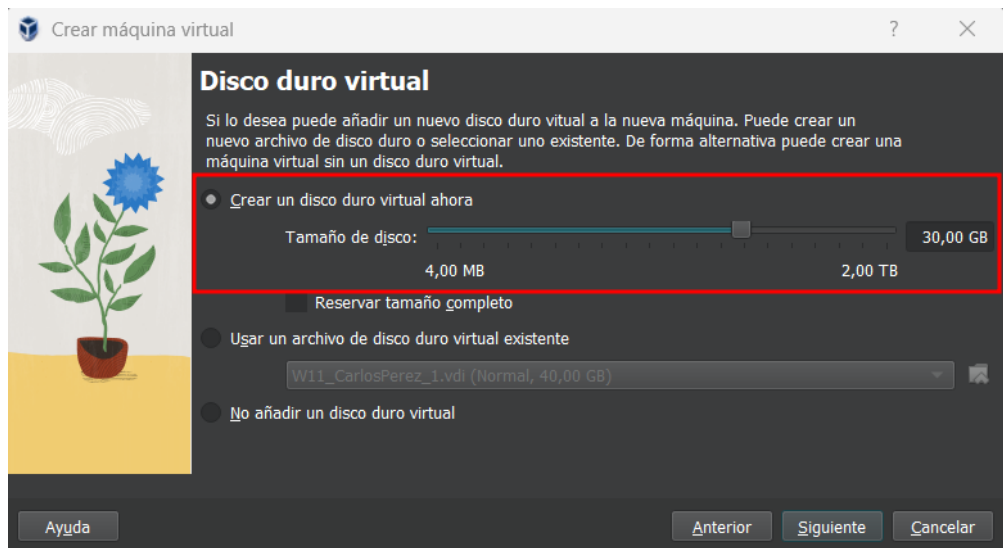 Crear máquina virtual
?
Disco duro virtual
Si lo desea puede añadir un nuevo disco duro vitual a la nueva máquina. Puede crear un
nuevo archivo de disco duro o seleccionar uno existente. De forma alternativa puede crear una
máquina virtual sin un disco duro virtual.
Crear un disco duro virtual ahora
Tamaño de disco: 30,00 GB
4,00 MB 2,00 TB
Reservar tamaño completo
Usar un archivo de disco duro virtual existente
W11_CarlosPerez_1.vdi (Normal, 40,00 GB)
No añadir un disco duro virtual
Ayuda Anterior Siguiente Cancelar